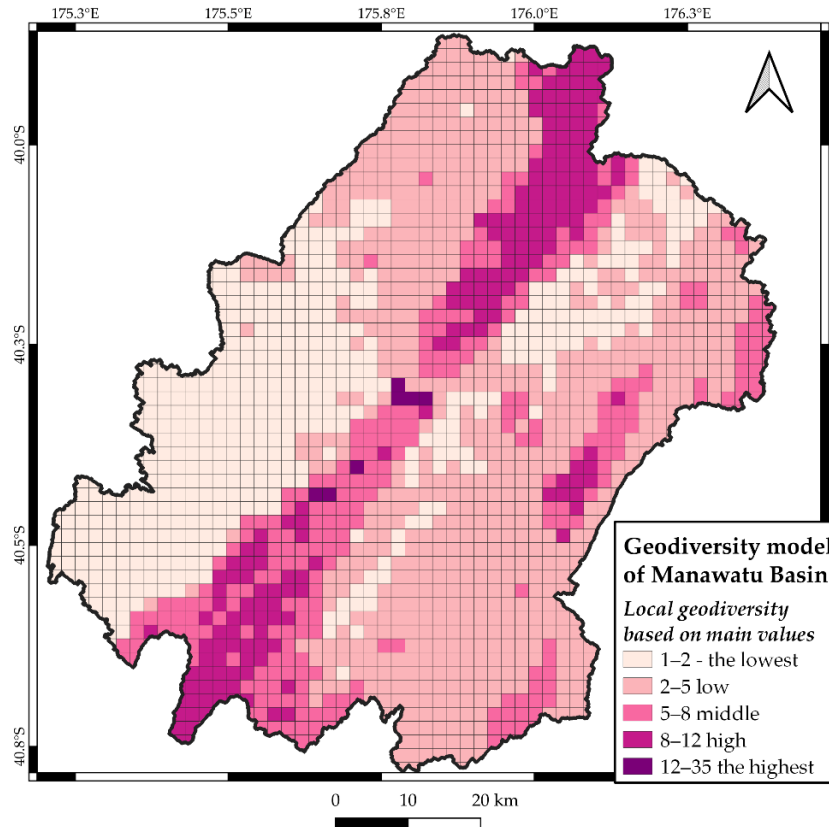 175.3°E 175.5°E 175.8°E 176.0°E 176.3°E
40.0°S
40.3°S
40.5°S
40.8°S
Geodiversity model
of Manawatu Basin
Local geodiversity
based on main values
1–2 - the lowest
2–5 low
5–8 middle
8–12 high
12–35 the highest
0 10 20 km